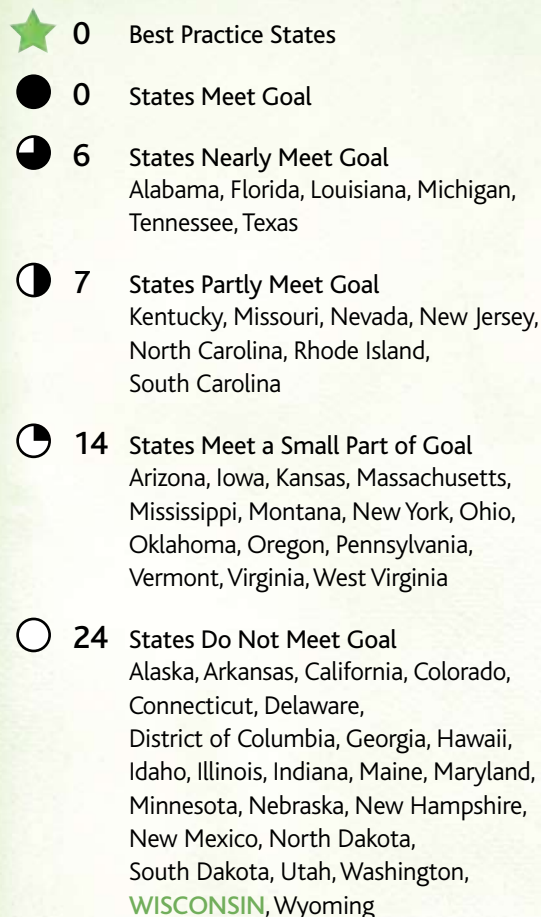 0 Best Practice States
0 States Meet Goal
6 States Nearly Meet Goal
Alabama, Florida, Louisiana, Michigan,
Tennessee, Texas
7 States Partly Meet Goal
Kentucky, Missouri, Nevada, New Jersey,
North Carolina, Rhode Island,
South Carolina
14 States Meet a Small Part of Goal
Arizona, Iowa, Kansas, Massachusetts,
Mississippi, Montana, New York, Ohio,
Oklahoma, Oregon, Pennsylvania,
Vermont, Virginia, West Virginia
24 States Do Not Meet Goal
Alaska, Arkansas, California, Colorado,
Connecticut, Delaware,
District of Columbia, Georgia, Hawaii,
Idaho, Illinois, Indiana, Maine, Maryland,
Minnesota, Nebraska, New Hampshire,
New Mexico, North Dakota,
South Dakota, Utah, Washington,
WISCONSIN, Wyoming